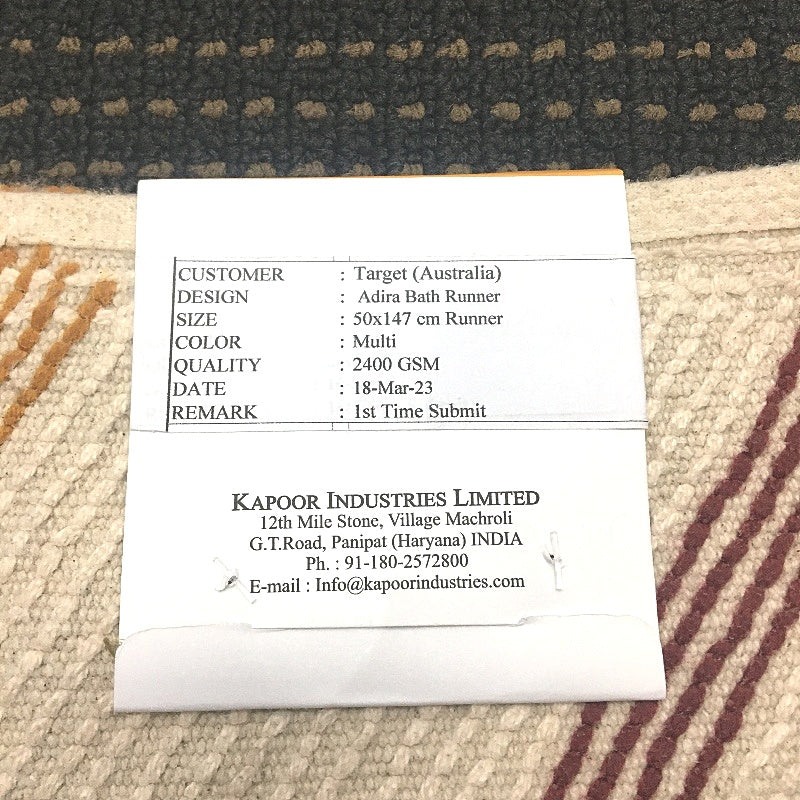 CUSTOMER : Target (Australia)
DESIGN : Adira Bath Runner
SIZE : 50x147 cm Runner
COLOR : Multi
QUALITY : 2400 GSM
DATE : 18-Mar-23
REMARK : 1st Time Submit
KAPOOR INDUSTRIES LIMITED
12th Mile Stone, Village Machroli
G.T.Road, Panipat (Haryana) INDIA
Ph. : 91-180-2572800
E-mail : Info@kapoorindustries.com